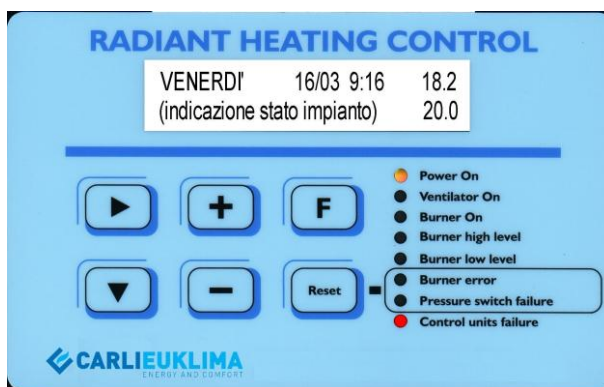 RADIANT HEATING CONTROL
VENERDI' 16/03 9:16 18.2
(indicazione stato impianto) 20.0
+ F
- Reset
Power On
Ventilator On
Burner On
Burner high level
Burner low level
Burner error
Pressure switch failure
Control units failure
CARLIEUKLIMA
ENERGY AND COMFORT